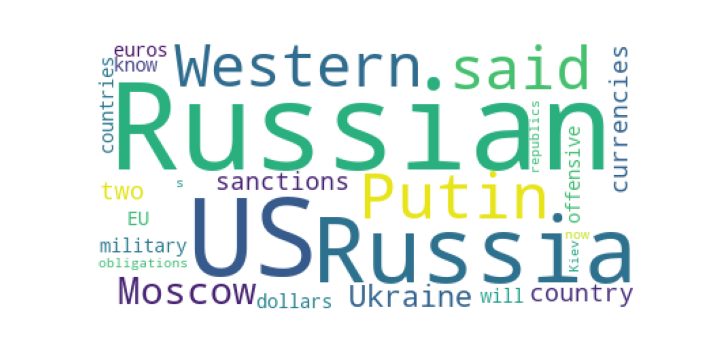 euros
know
Western
said
countries
Russian
currencies
republics
offensive
two
s
sanctions
Putin
EU
US
Russia
now
Kiev
military
obligations
Moscow
dollars
Ukraine
will
country